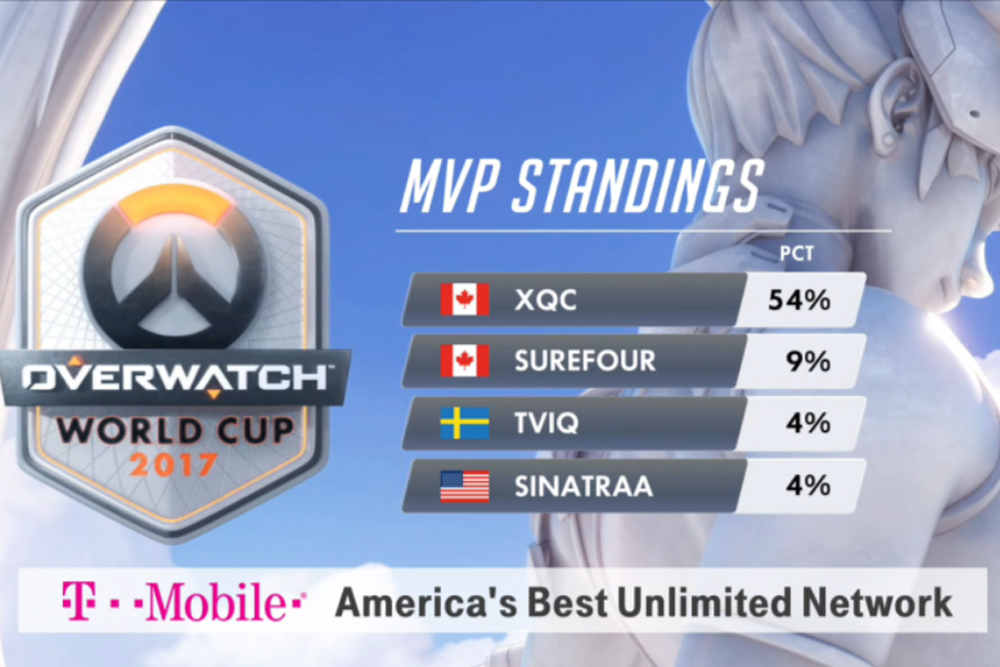 MVP STANDINGS
PCT
XQC 54%
SUREFOUR 9%
TVIQ 4%
SINATRAA 4%
OVERWATCH™
WORLD CUP
2017
T··Mobile· America's Best Unlimited Network